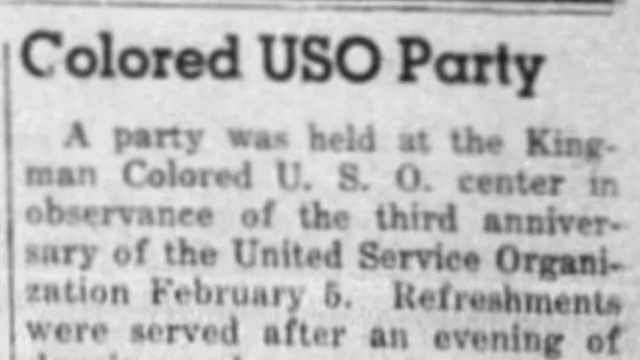 Colored USO Party
A party was held at the King-
man Colored U. S. O. center in
observance of the third anniver-
sary of the United Service Organi-
zation February 5. Refreshments
were served after an evening of